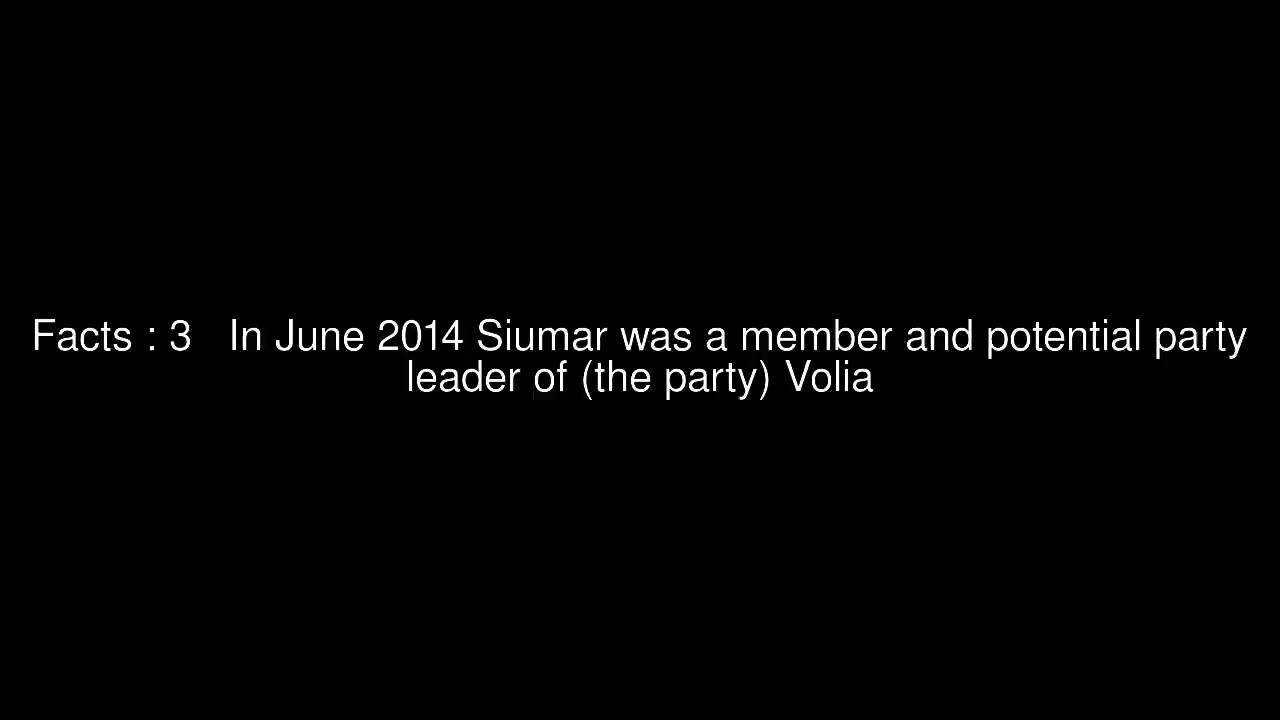 Facts : 3 In June 2014 Siumar was a member and potential party
leader of (the party) Volia